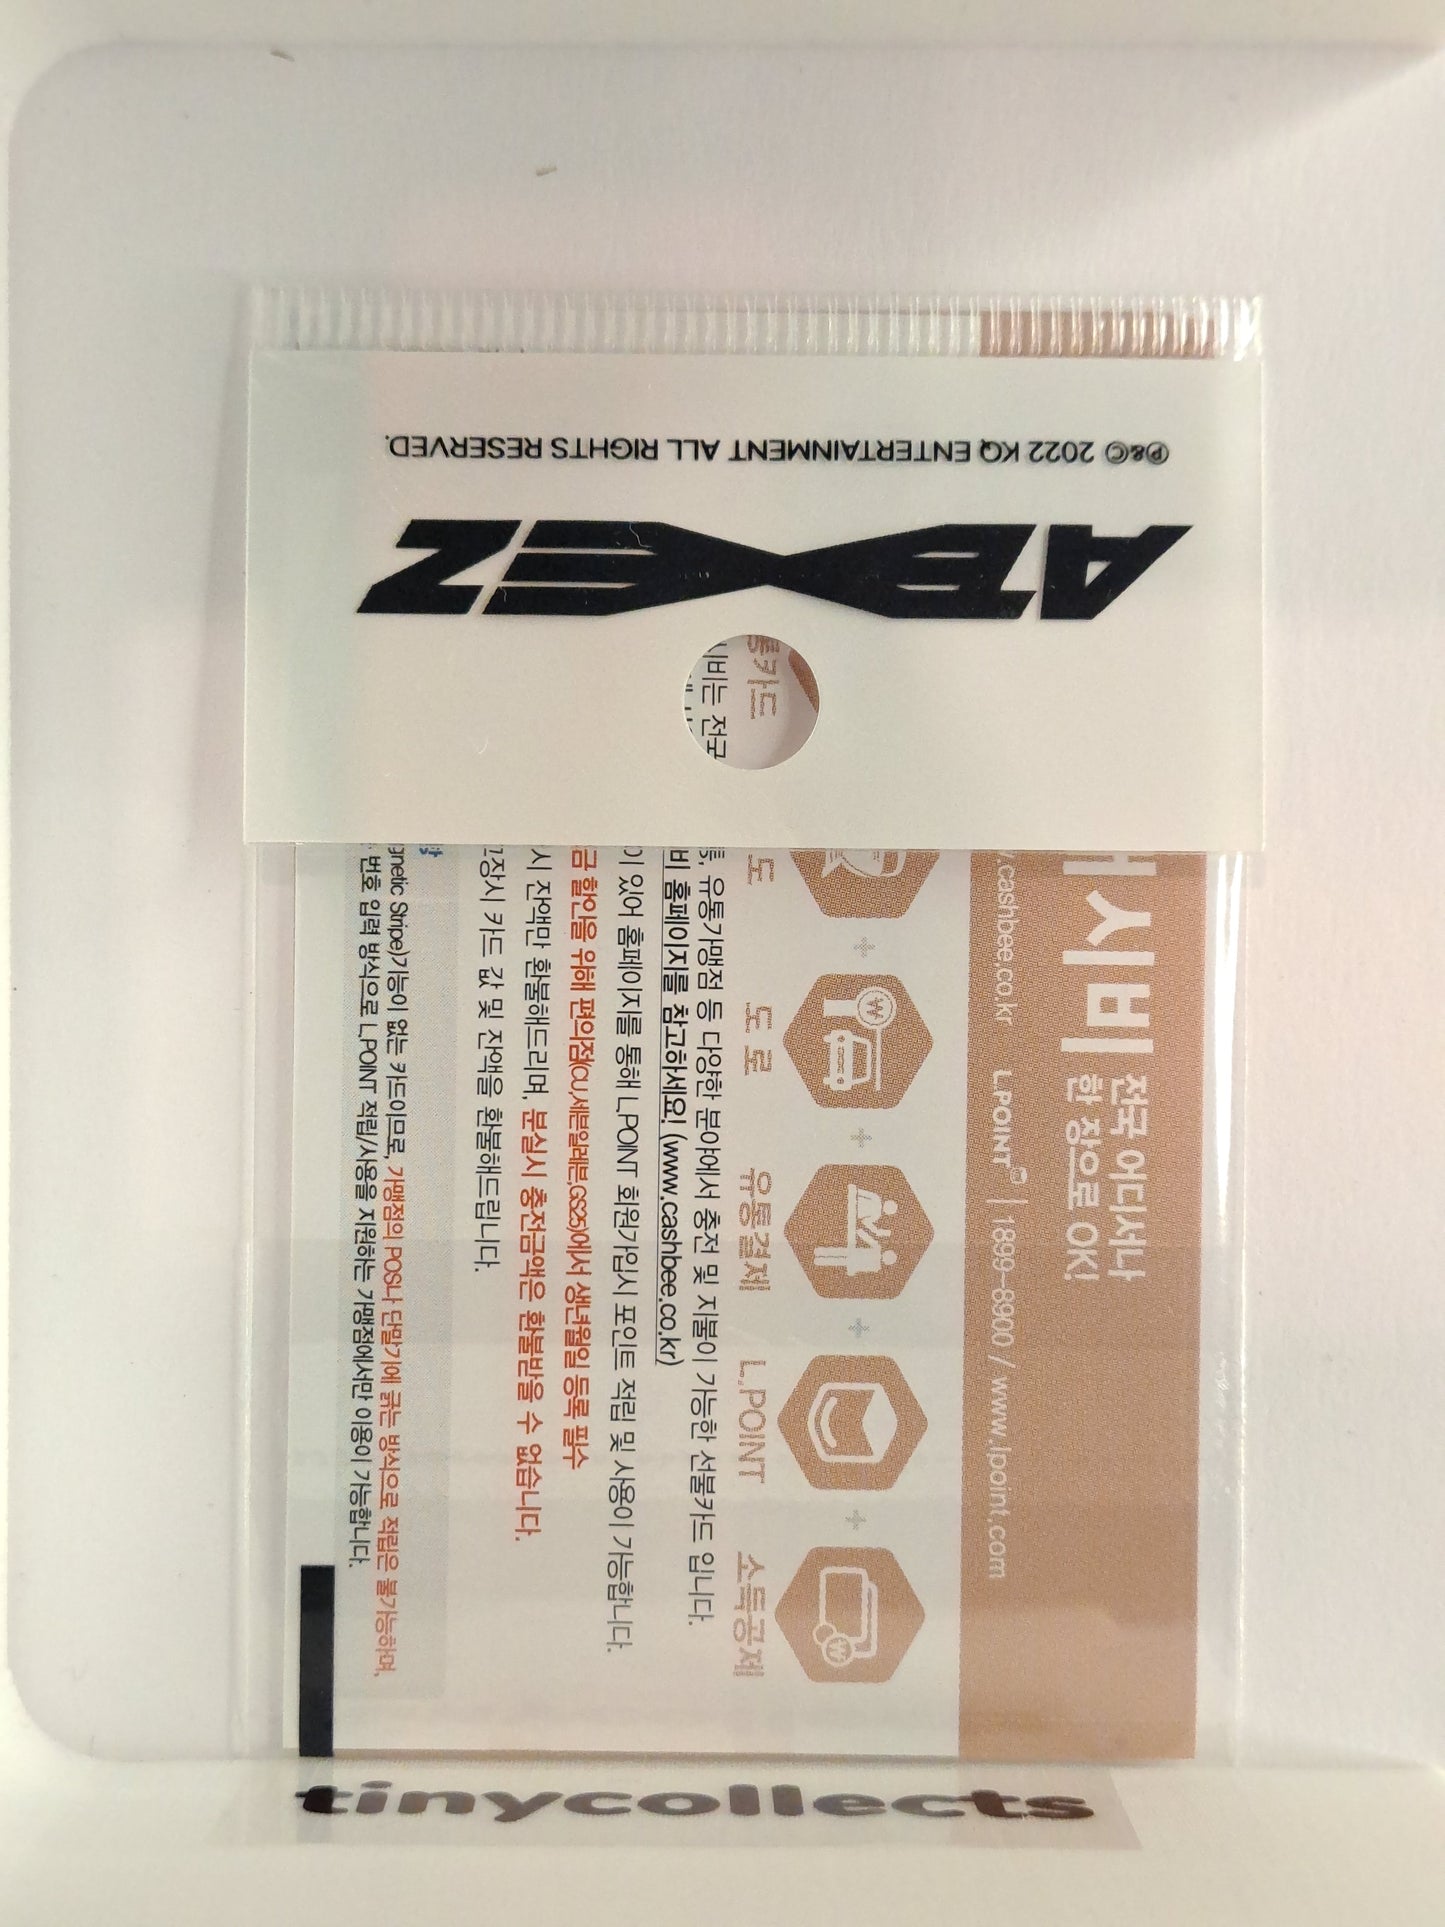 ℗&© 2022 KQ ENTERTAINMENT ALL RIGHTS RESERVED.
시비는 전국
통카드
시비 전국 어디서나
한 장으로 OK!
.cashbee.co.kr L.POINT | 1899-8900 / www.lpoint.com
도
도로
유통결제
L.POINT
소득공제
유통가맹점 등 다양한 분야에서 충전 및 지불이 가능한 선불카드 입니다.
비 홈페이지를 참고하세요! (www.cashbee.co.kr)
이 있어 홈페이지를 통해 L.POINT 회원가입시 포인트 적립 및 사용이 가능합니다.
금 할인을 위해 편의점(CU,세븐일레븐,GS25)에서 생년월일 등록 필수
시 잔액만 환불해드리며, 분실시 충전금액은 환불받을 수 없습니다.
고장시 카드 값 및 잔액을 환불해드립니다.
gnetic Stripe)기능이 없는 카드이므로, 가맹점의 POS나 단말기에 긁는 방식으로 적립은 불가능하며,
번호 입력 방식으로 L.POINT 적립/사용을 지원하는 가맹점에서만 이용이 가능합니다.
tinycollects